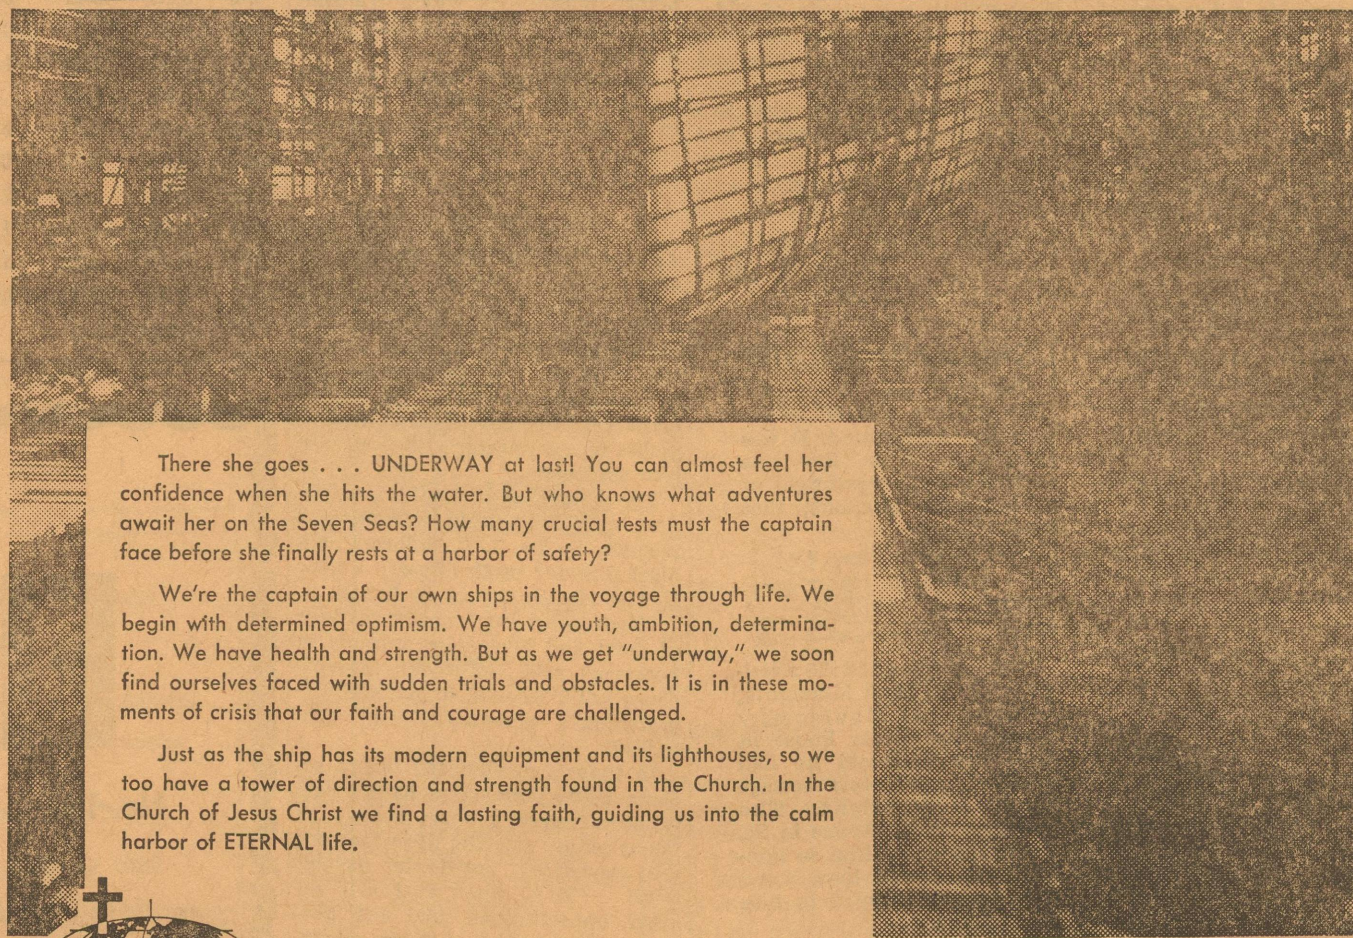 There she goes . . . UNDERWAY at last! You can almost feel her
confidence when she hits the water. But who knows what adventures
await her on the Seven Seas? How many crucial tests must the captain
face before she finally rests at a harbor of safety?
We're the captain of our own ships in the voyage through life. We
begin with determined optimism. We have youth, ambition, determina-
tion. We have health and strength. But as we get "underway," we soon
find ourselves faced with sudden trials and obstacles. It is in these mo-
ments of crisis that our faith and courage are challenged.
Just as the ship has its modern equipment and its lighthouses, so we
too have a tower of direction and strength found in the Church. In the
Church of Jesus Christ we find a lasting faith, guiding us into the calm
harbor of ETERNAL life.